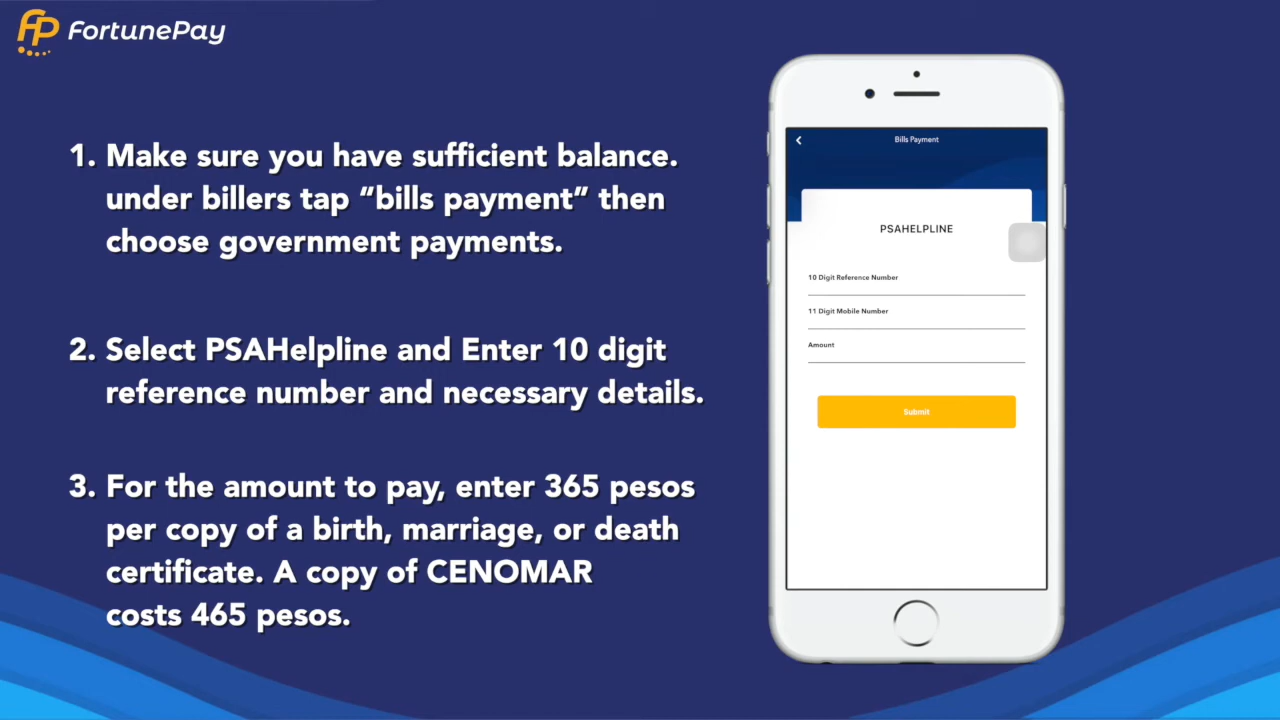 FP FortunePay
1. Make sure you have sufficient balance.
under billers tap “bills payment” then
choose government payments.
2. Select PSAHelpline and Enter 10 digit
reference number and necessary details.
3. For the amount to pay, enter 365 pesos
per copy of a birth, marriage, or death
certificate. A copy of CENOMAR
costs 465 pesos.
Bills Payment
PSAHELPLINE
10 Digit Reference Number
11 Digit Mobile Number
Amount
Submit